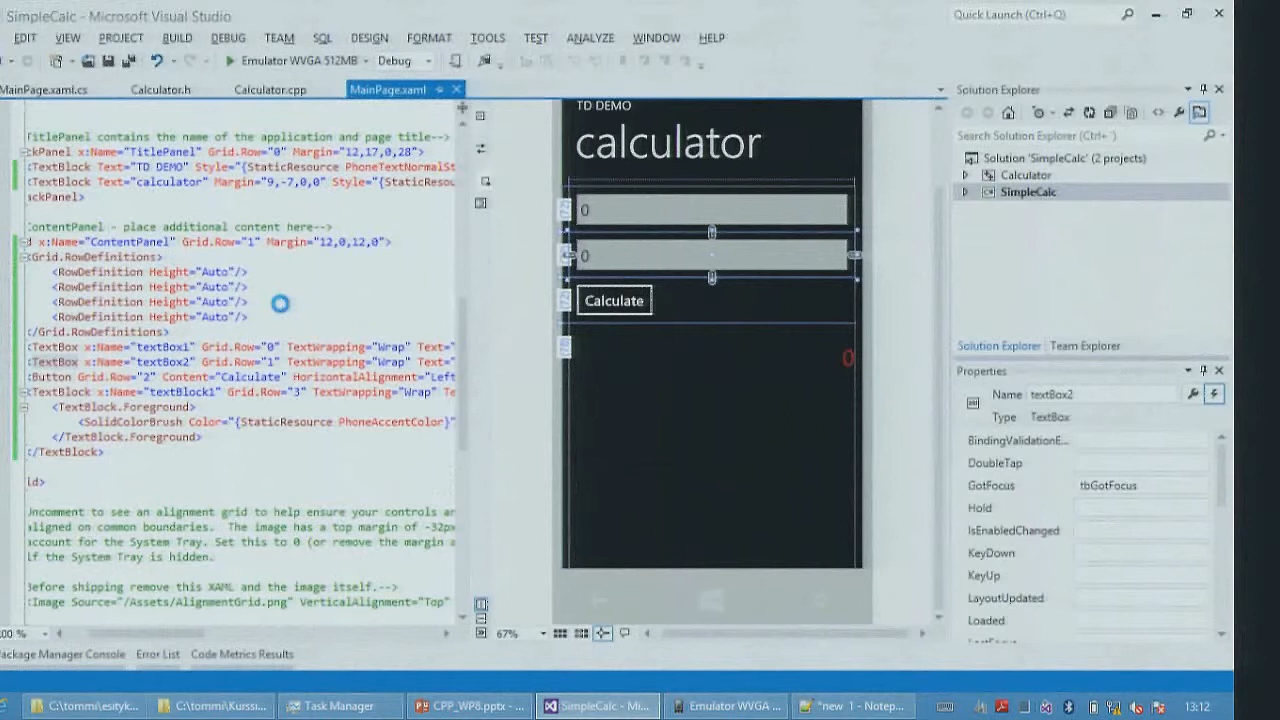 SimpleCalc - Microsoft Visual Studio
Quick Launch (Ctrl+Q)
EDIT VIEW PROJECT BUILD DEBUG TEAM SQL DESIGN FORMAT TOOLS TEST ANALYZE WINDOW HELP
Emulator WVGA 512MB Debug
MainPage.xaml.cs Calculator.h Calculator.cpp MainPage.xaml
TitlePanel contains the name of the application and page title-->
ckPanel x:Name="TitlePanel" Grid.Row="0" Margin="12,17,0,28">
TextBlock Text="TD DEMO" Style="{StaticResource PhoneTextNormalSt
TextBlock Text="calculator" Margin="9,-7,0,0" Style="{StaticResou
ackPanel>
ContentPanel - place additional content here-->
d x:Name="ContentPanel" Grid.Row="1" Margin="12,0,12,0">
<Grid.RowDefinitions>
<RowDefinition Height="Auto"/>
<RowDefinition Height="Auto"/>
<RowDefinition Height="Auto"/>
<RowDefinition Height="Auto"/>
</Grid.RowDefinitions>
<TextBox x:Name="textBox1" Grid.Row="0" TextWrapping="Wrap" Text="
<TextBox x:Name="textBox2" Grid.Row="1" TextWrapping="Wrap" Text="
<Button Grid.Row="2" Content="Calculate" HorizontalAlignment="Left
<TextBlock x:Name="textBlock1" Grid.Row="3" TextWrapping="Wrap" Te
<TextBlock.Foreground>
<SolidColorBrush Color="{StaticResource PhoneAccentColor}"
</TextBlock.Foreground>
</TextBlock>
ld>
Uncomment to see an alignment grid to help ensure your controls ar
aligned on common boundaries. The image has a top margin of -32px
account for the System Tray. Set this to 0 (or remove the margin a
if the System Tray is hidden.
Before shipping remove this XAML and the image itself.-->
<Image Source="/Assets/AlignmentGrid.png" VerticalAlignment="Top"
TD DEMO
calculator
0
0
Calculate
0
67%
Solution Explorer
Search Solution Explorer (Ctrl+¨)
Solution 'SimpleCalc' (2 projects)
Calculator
SimpleCalc
Solution Explorer Team Explorer
Properties
Name textBox2
Type TextBox
BindingValidationE...
DoubleTap
GotFocus tbGotFocus
Hold
IsEnabledChanged
KeyDown
KeyUp
LayoutUpdated
Loaded
Package Manager Console Error List Code Metrics Results
C:\tommi\esityk... C:\tommi\Kurssi... Task Manager CPP_WP8.pptx - ... SimpleCalc - Mi... Emulator WVGA ... *new 1 - Notep... 13:12